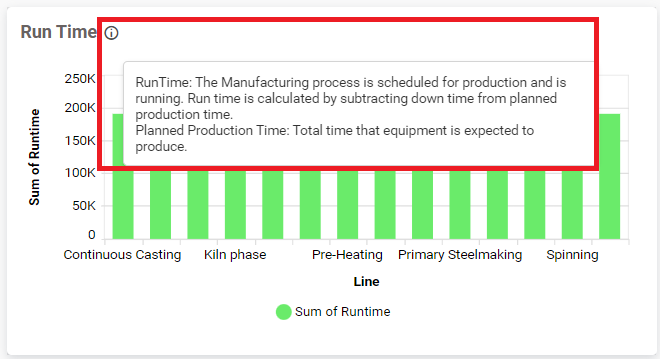 Run Time
RunTime: The Manufacturing process is scheduled for production and is
running. Run time is calculated by subtracting down time from planned
production time.
Planned Production Time: Total time that equipment is expected to
produce.
Sum of Runtime
250K
200K
150K
100K
50K
0
Continuous Casting
Kiln phase
Pre-Heating
Primary Steelmaking
Spinning
Line
Sum of Runtime